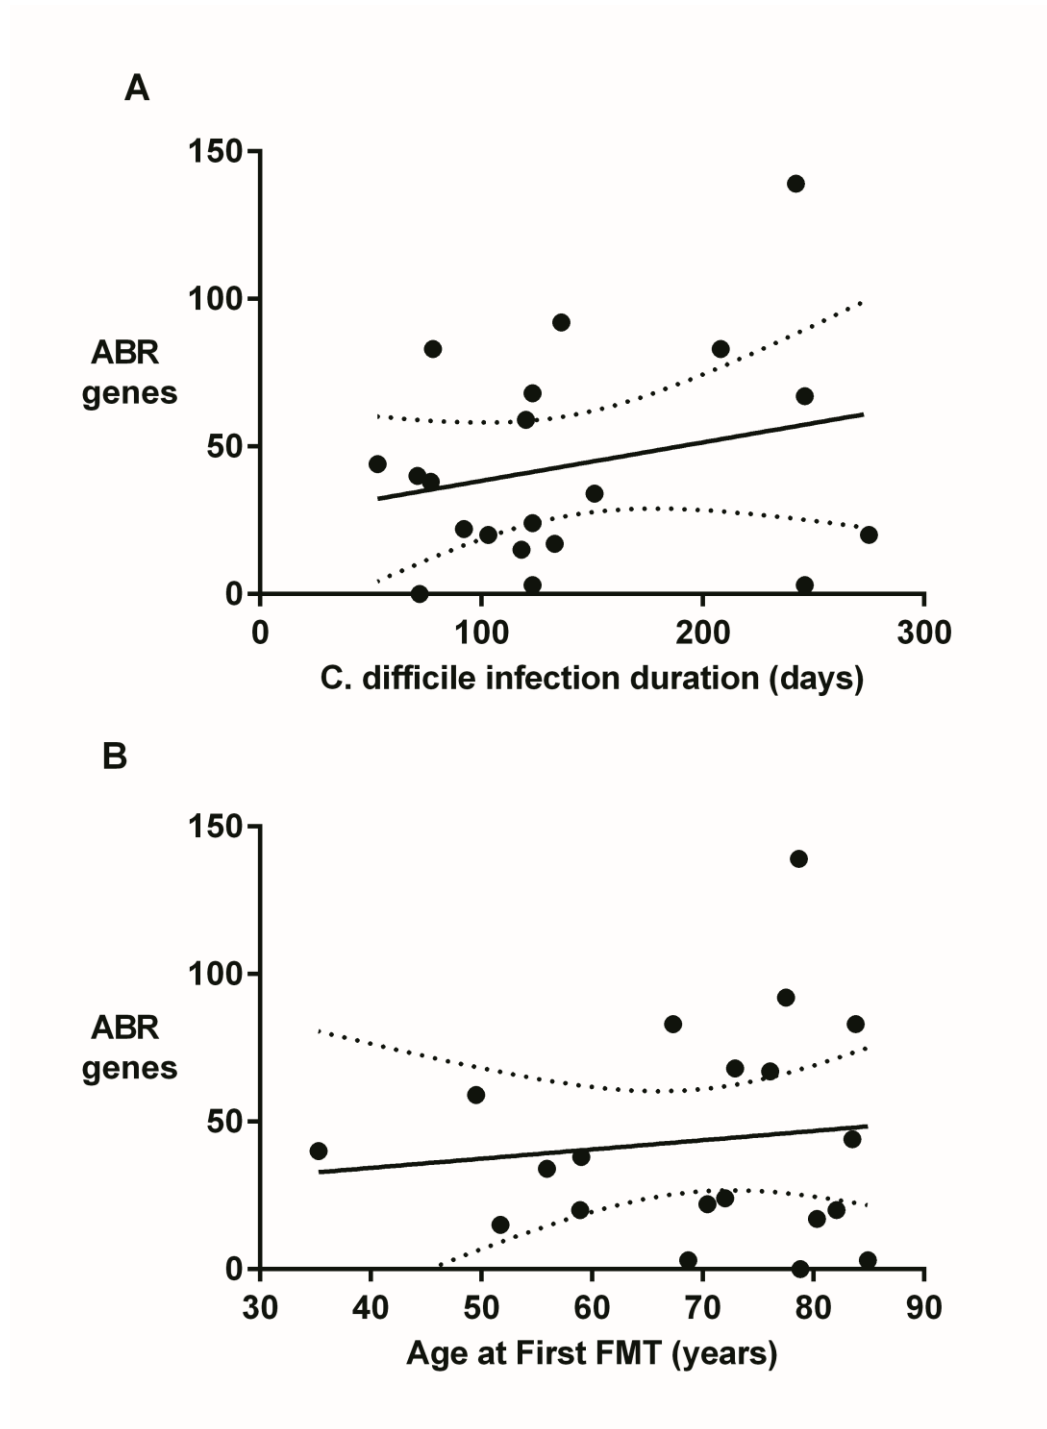 A
150
100
ABR
genes
50
0
0 100 200 300
C. difficile infection duration (days)
B
150
100
ABR
genes
50
0
30 40 50 60 70 80 90
Age at First FMT (years)